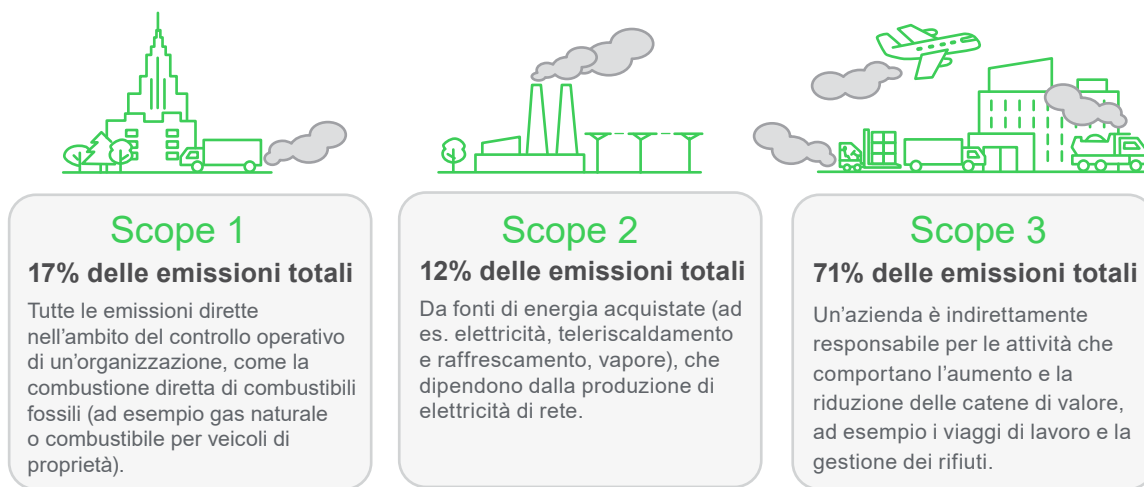 Scope 1
17% delle emissioni totali
Tutte le emissioni dirette
nell'ambito del controllo operativo
di un'organizzazione, come la
combustione diretta di combustibili
fossili (ad esempio gas naturale
o combustibile per veicoli di
proprietà).
Scope 2
12% delle emissioni totali
Da fonti di energia acquistate (ad
es. elettricità, teleriscaldamento
e raffrescamento, vapore), che
dipendono dalla produzione di
elettricità di rete.
Scope 3
71% delle emissioni totali
Un'azienda è indirettamente
responsabile per le attività che
comportano l'aumento e la
riduzione delle catene di valore,
ad esempio i viaggi di lavoro e la
gestione dei rifiuti.